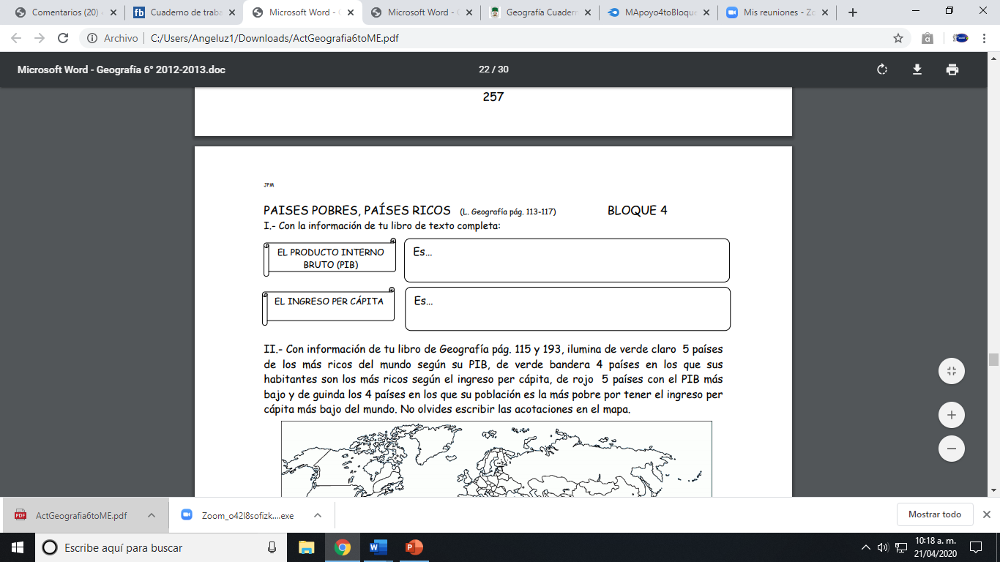 Comentarios (20)
Cuaderno de traba
Microsoft Word -
Microsoft Word -
Geografía Cuader
MApoyo4toBloque
Mis reuniones - Zo
Archivo
C:/Users/Angeluz1/Downloads/ActGeografia6toME.pdf
Microsoft Word - Geografía 6° 2012-2013.doc
22 / 30
257
JPM
PAISES POBRES, PAÍSES RICOS (L. Geografía pág. 113-117) BLOQUE 4
I.- Con la información de tu libro de texto completa:
EL PRODUCTO INTERNO
BRUTO (PIB)
Es...
EL INGRESO PER CÁPITA
Es...
II.- Con información de tu libro de Geografía pág. 115 y 193, ilumina de verde claro 5 países
de los más ricos del mundo según su PIB, de verde bandera 4 países en los que sus
habitantes son los más ricos según el ingreso per cápita, de rojo 5 países con el PIB más
bajo y de guinda los 4 países en los que su población es la más pobre por tener el ingreso per
cápita más bajo del mundo. No olvides escribir las acotaciones en el mapa.
PDF
ActGeografia6toME.pdf
Zoom_o42l8sofizk....exe
Mostrar todo
Escribe aquí para buscar
10:18 a. m.
21/04/2020